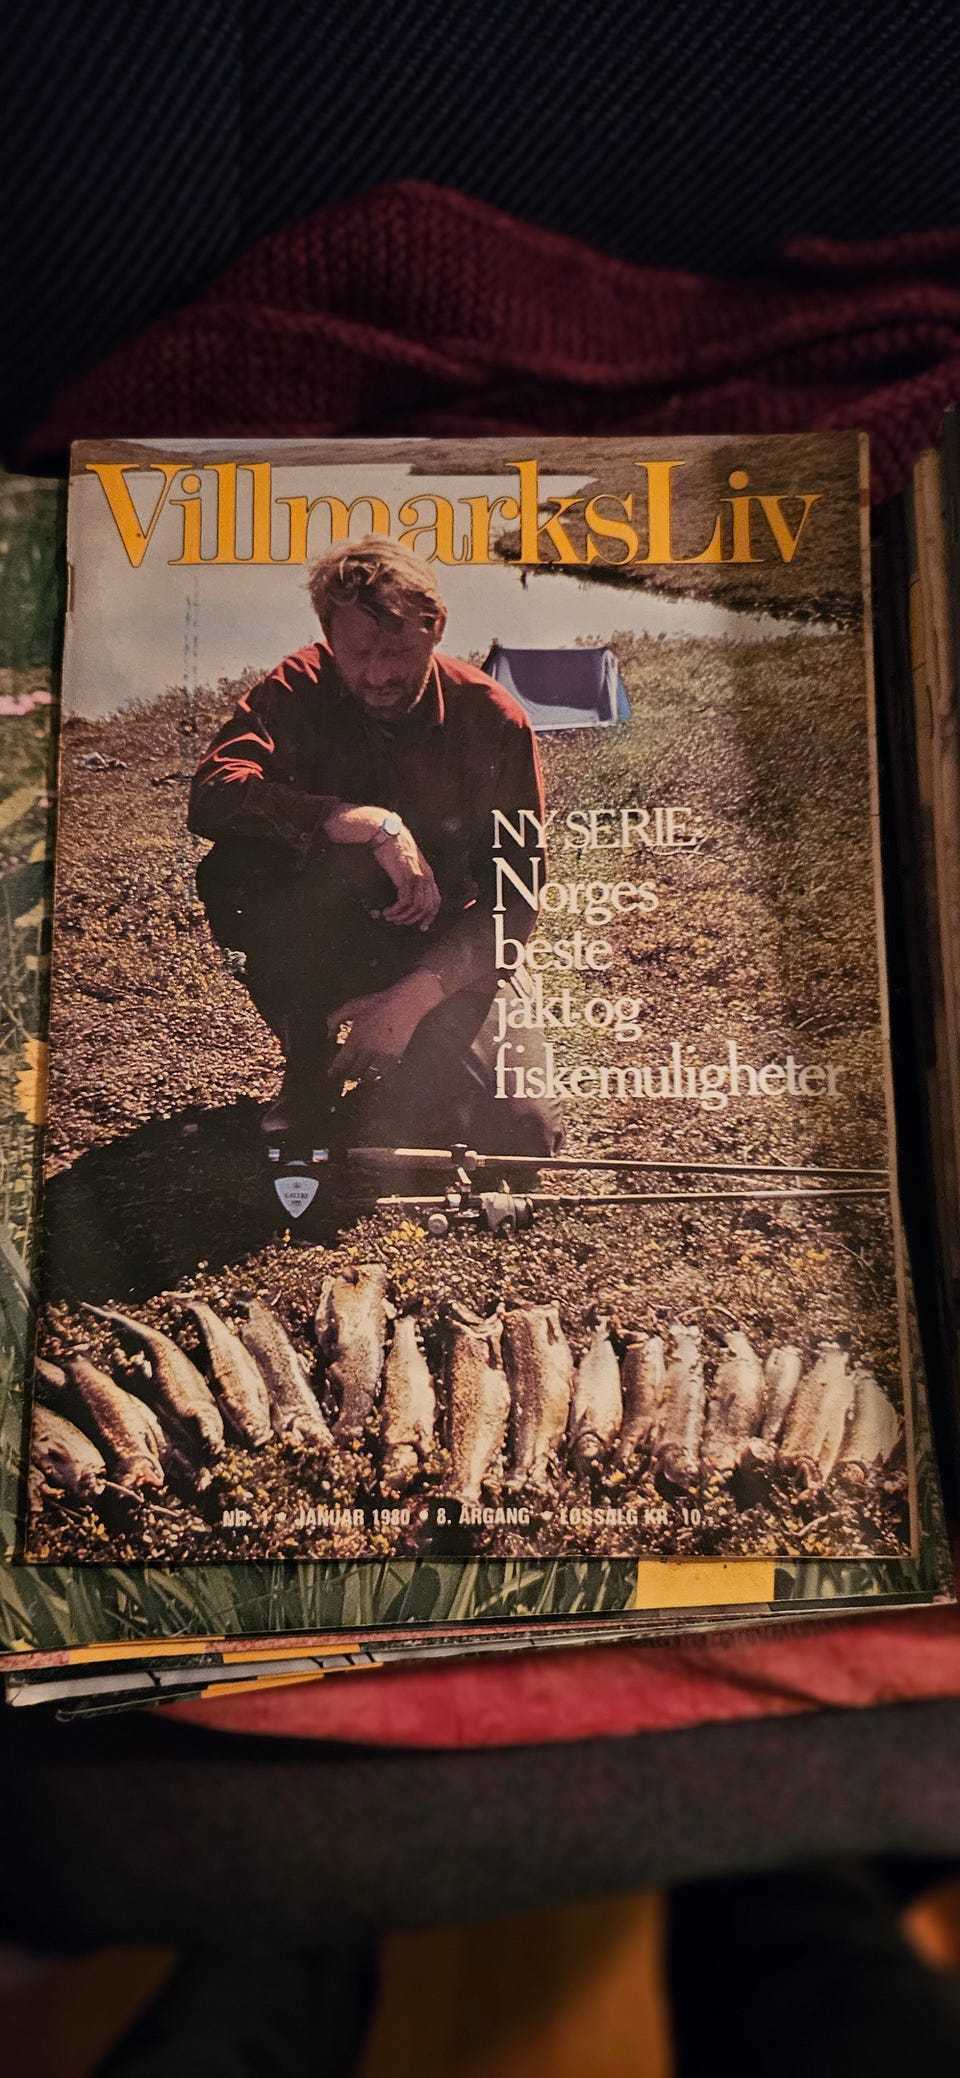 VillmarksLiv
NY SERIE
Norges
beste
jakt og
fiskemuligheter
NR. 1 • JANUAR 1980 • 8. ÅRGANG • LØSSALG KR. 10,-